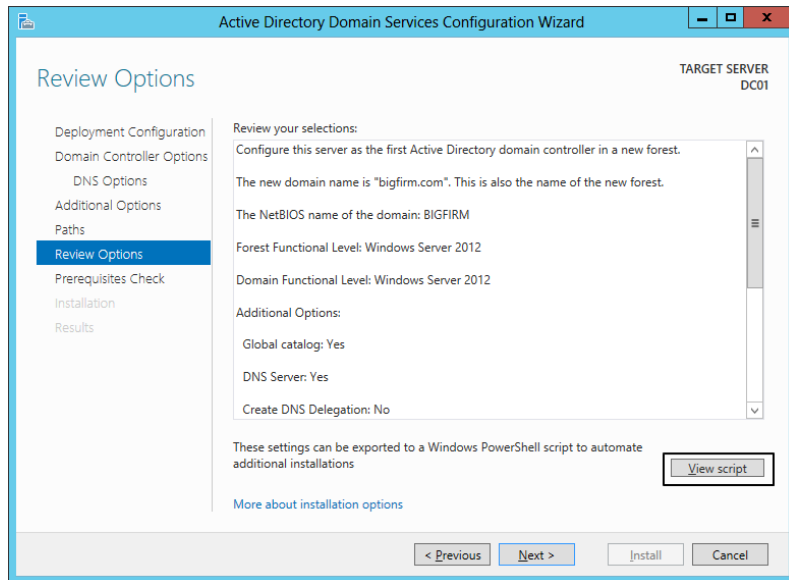 Active Directory Domain Services Configuration Wizard
Review Options
TARGET SERVER
DC01
Deployment Configuration
Domain Controller Options
DNS Options
Additional Options
Paths
Review Options
Prerequisites Check
Installation
Results
Review your selections:
Configure this server as the first Active Directory domain controller in a new forest.
The new domain name is "bigfirm.com". This is also the name of the new forest.
The NetBIOS name of the domain: BIGFIRM
Forest Functional Level: Windows Server 2012
Domain Functional Level: Windows Server 2012
Additional Options:
Global catalog: Yes
DNS Server: Yes
Create DNS Delegation: No
These settings can be exported to a Windows PowerShell script to automate
additional installations
View script
More about installation options
< Previous
Next >
Install
Cancel